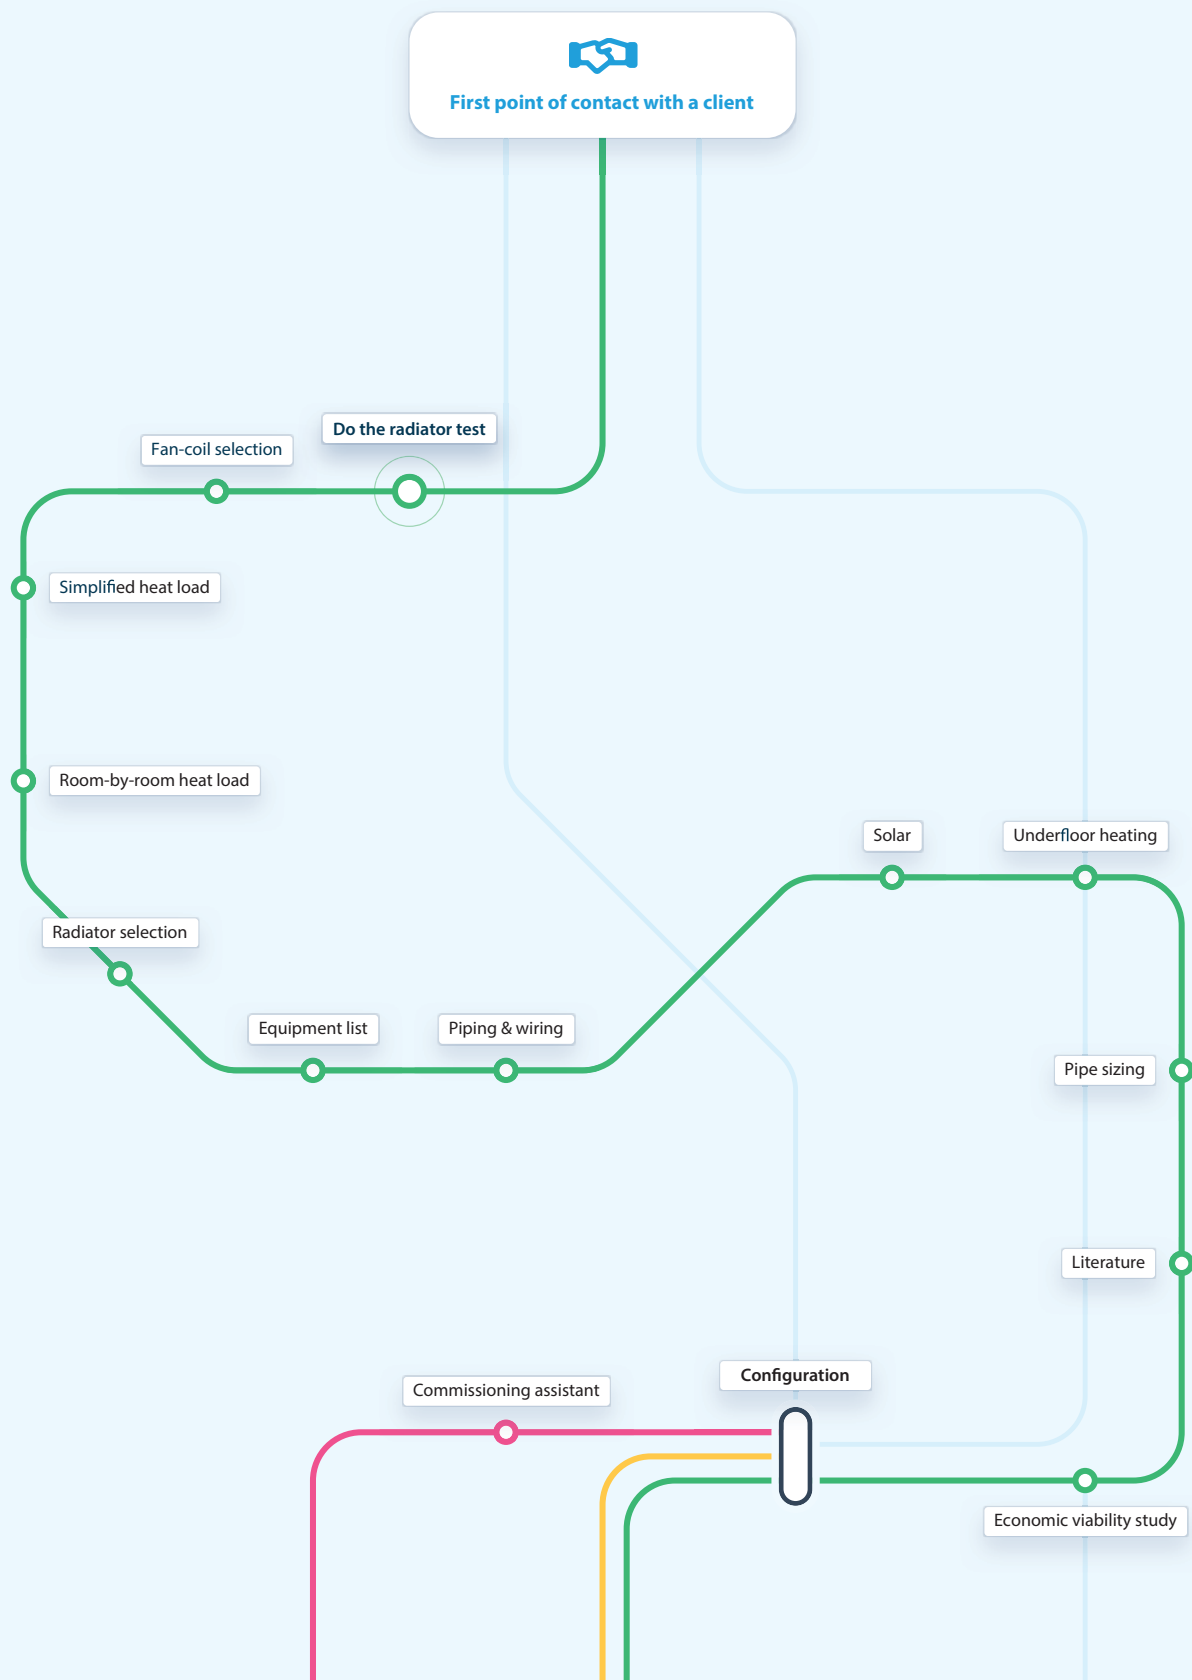 First point of contact with a client
Do the radiator test
Fan-coil selection
Simplified heat load
Room-by-room heat load
Solar
Underfloor heating
Radiator selection
Equipment list
Piping & wiring
Pipe sizing
Literature
Configuration
Commissioning assistant
Economic viability study